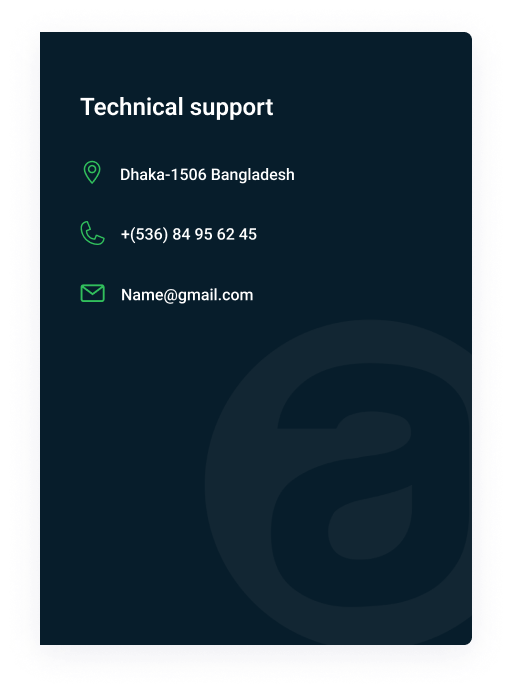 Technical support
Dhaka-1506 Bangladesh
+(536) 84 95 62 45
Name@gmail.com
a